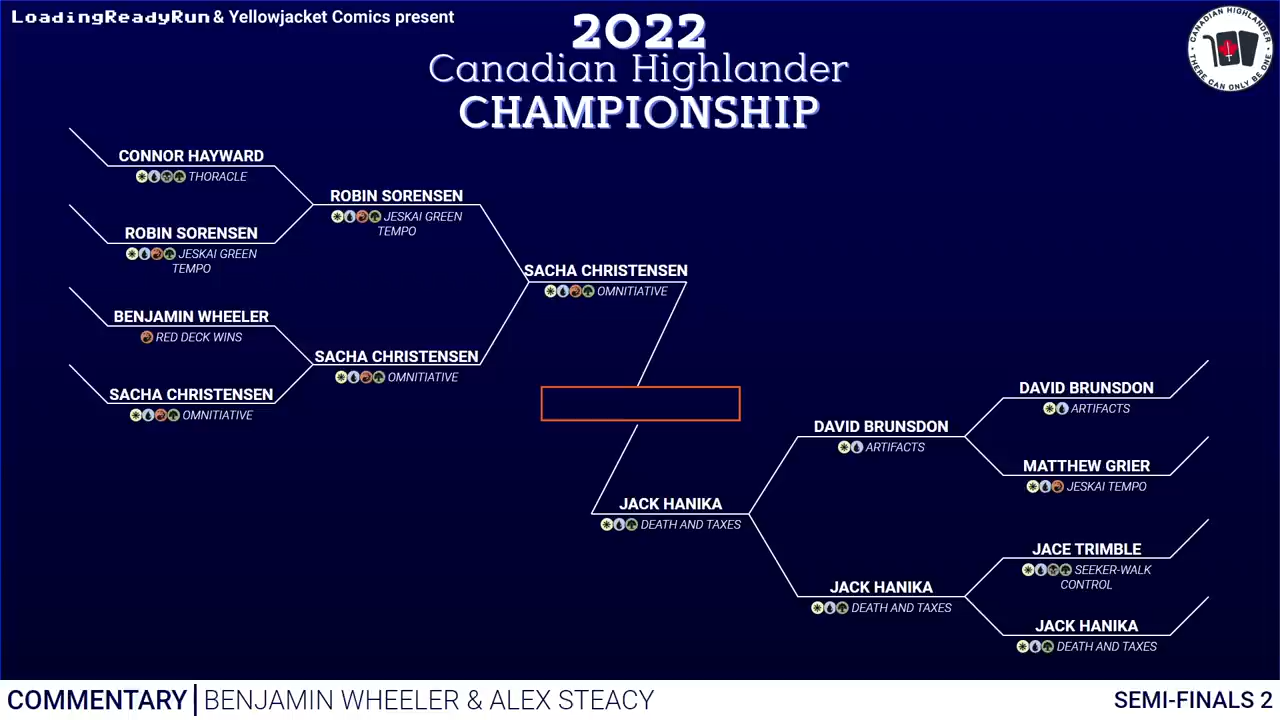 LoadingReadyRun & Yellowjacket Comics present
2022
Canadian Highlander
CHAMPIONSHIP
CANADIAN HIGHLANDER
THERE CAN ONLY BE ONE
CONNOR HAYWARD
THORACLE
ROBIN SORENSEN
JESKAI GREEN
TEMPO
BENJAMIN WHEELER
RED DECK WINS
SACHA CHRISTENSEN
OMNITIATIVE
ROBIN SORENSEN
JESKAI GREEN
TEMPO
SACHA CHRISTENSEN
OMNITIATIVE
SACHA CHRISTENSEN
OMNITIATIVE
JACK HANIKA
DEATH AND TAXES
DAVID BRUNSDON
ARTIFACTS
JACK HANIKA
DEATH AND TAXES
DAVID BRUNSDON
ARTIFACTS
MATTHEW GRIER
JESKAI TEMPO
JACE TRIMBLE
SEEKER-WALK
CONTROL
JACK HANIKA
DEATH AND TAXES
COMMENTARY BENJAMIN WHEELER & ALEX STEACY
SEMI-FINALS 2